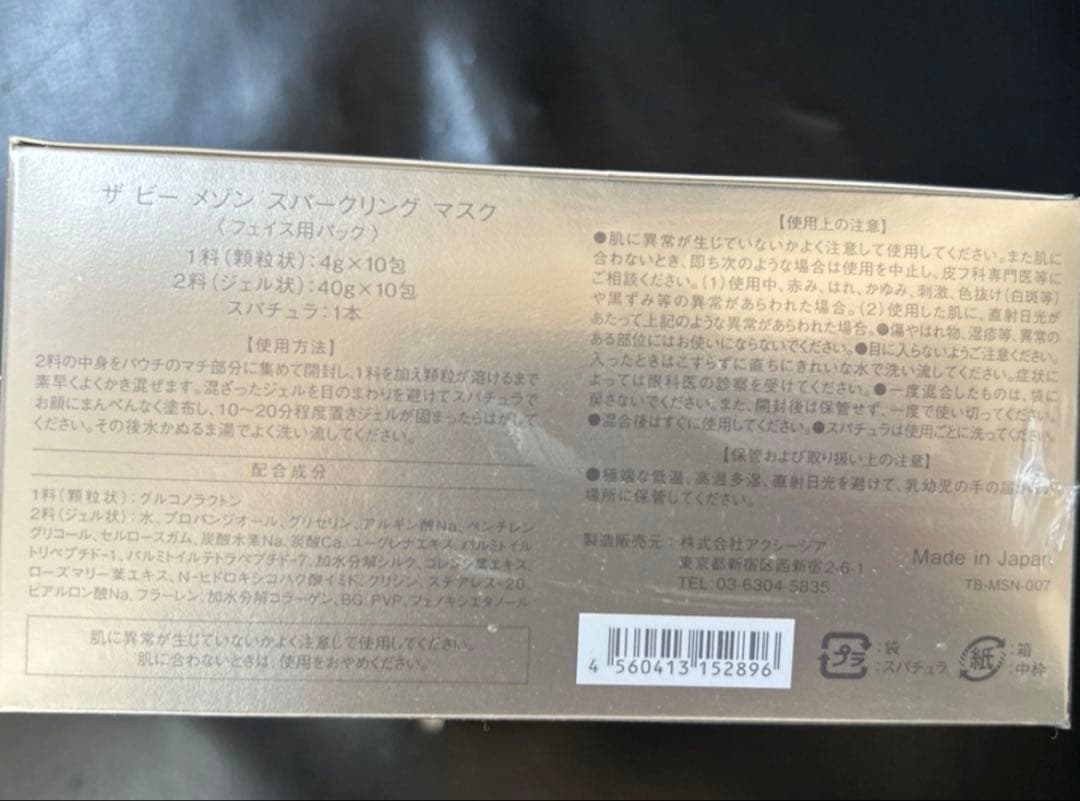 ザ ビー メゾン スパークリング マスク
〈フェイス用パック〉
1料(顆粒状):4g×10包
2料(ジェル状):40g×10包
スパチュラ:1本
【使用方法】
2料の中身をパウチのマチ部分に集めて開封し、1料を加え顆粒が溶けるまで
素早くよくかき混ぜます。混ざったジェルを目のまわりを避けてスパチュラで
お顔にまんべんなく塗布し、10〜20分程度置きジェルが固まったらはがして
ください。その後水かぬるま湯でよく洗い流してください。
配合成分
1料(顆粒状):グルコノラクトン
2料(ジェル状):水、プロパンジオール、グリセリン、アルギン酸Na、ペンチレン
グリコール、セルロースガム、炭酸水素Na、炭酸Ca、ユーグレナエキス、パルミトイル
トリペプチド-1、パルミトイルテトラペプチド-7、加水分解シルク、ゴレンシ葉エキス、
ローズマリー葉エキス、N-ヒドロキシコハク酸イミド、グリシン、ステアレス-20、
ヒアルロン酸Na、フラーレン、加水分解コラーゲン、BG、PVP、フェノキシエタノール
肌に異常が生じていないかよく注意して使用してください。
肌に合わないときは、使用をおやめください。
【使用上の注意】
●肌に異常が生じていないかよく注意して使用してください。また肌に
合わないとき、即ち次のような場合は使用を中止し、皮フ科専門医等に
ご相談ください。(1)使用中、赤み、はれ、かゆみ、刺激、色抜け(白斑等)
や黒ずみ等の異常があらわれた場合。(2)使用した肌に、直射日光が
あたって上記のような異常があらわれた場合。●傷やはれ物、湿疹等、異常の
ある部位にはお使いにならないでください。●目に入らないようご注意ください。
入ったときはこすらずに直ちにきれいな水で洗い流してください。症状に
よっては眼科医の診察を受けてください。●一度混合したものは、袋に
戻さないでください。また、開封後は保管せず、一度で使い切ってください。
●混合後はすぐに使用してください。●スパチュラは使用ごとに洗ってください。
【保管および取り扱い上の注意】
●極端な低温、高温多湿、直射日光を避けて、乳幼児の手の届
場所に保管してください。
製造販売元:株式会社アクシージア
東京都新宿区西新宿2-6-1
TEL:03-6304-5835
Made in Japan
TB-MSN-007
4 560413 152896
プラ :袋
:スパチュラ
紙 :箱
:中枠